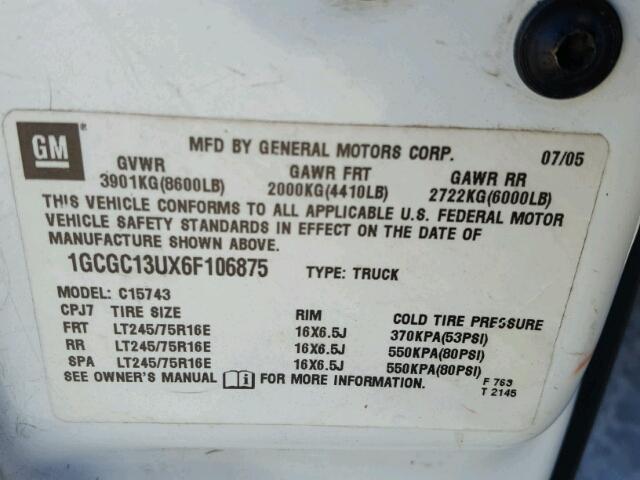 GM ®
MFD BY GENERAL MOTORS CORP. 07/05
GVWR GAWR FRT GAWR RR
3901KG(8600LB) 2000KG(4410LB) 2722KG(6000LB)
THIS VEHICLE CONFORMS TO ALL APPLICABLE U.S. FEDERAL MOTOR
VEHICLE SAFETY STANDARDS IN EFFECT ON THE DATE OF
MANUFACTURE SHOWN ABOVE.
1GCGC13UX6F106875 TYPE: TRUCK
MODEL: C15743
CPJ7 TIRE SIZE RIM COLD TIRE PRESSURE
FRT LT245/75R16E 16X6.5J 370KPA(53PSI)
RR LT245/75R16E 16X6.5J 550KPA(80PSI)
SPA LT245/75R16E 16X6.5J 550KPA(80PSI)
SEE OWNER'S MANUAL i FOR MORE INFORMATION.
F 763
T 2145